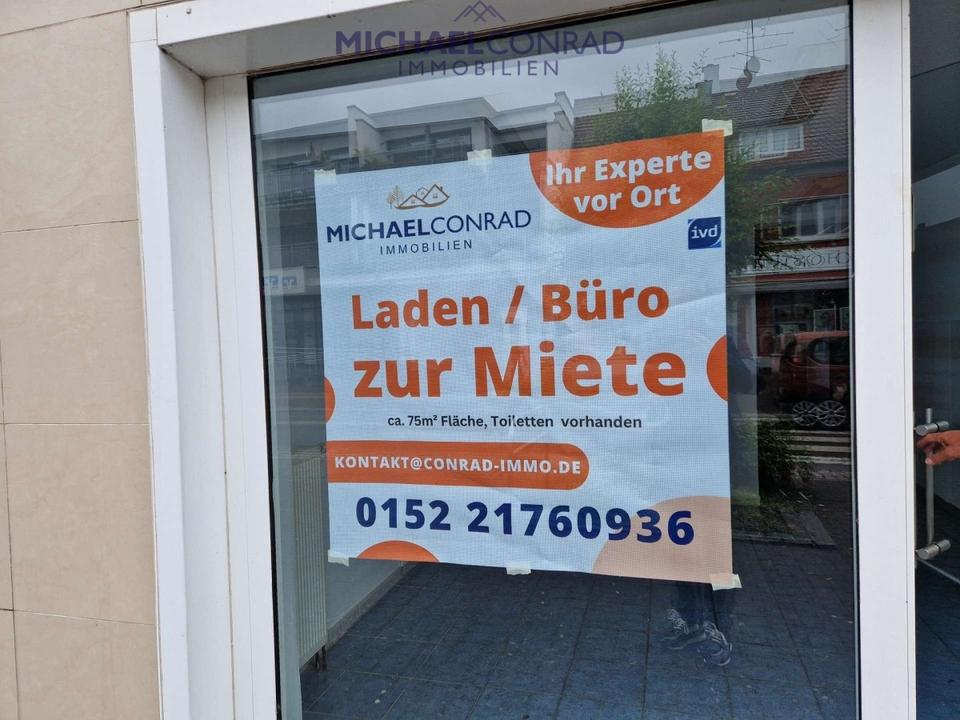 MICHAELCONRAD
IMMOBILIEN
Ihr Experte
vor Ort
MICHAELCONRAD
IMMOBILIEN
ivd
Laden / Büro
zur Miete
ca. 75m² Fläche, Toiletten vorhanden
KONTAKT@CONRAD-IMMO.DE
0152 21760936